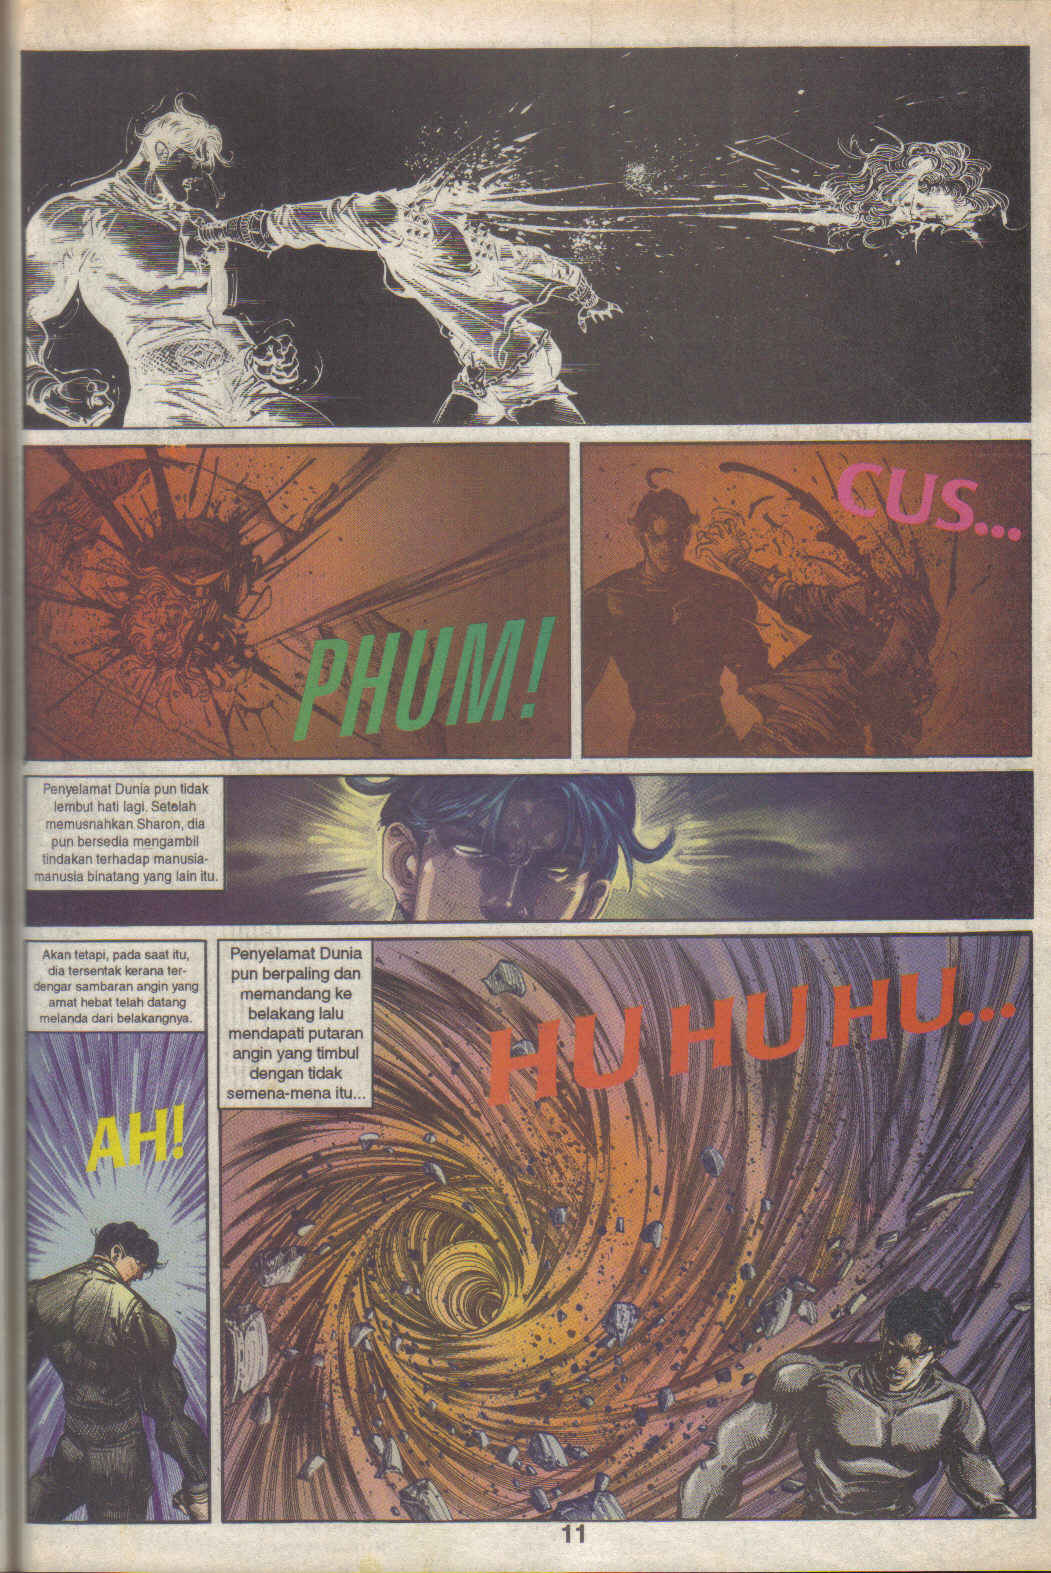 PHUM!
CUS...
Penyelamat Dunia pun tidak
lembut hati lagi. Setelah
memusnahkan Sharon, dia
pun bersedia mengambil
tindakan terhadap manusia-
manusia binatang yang lain itu.
Akan tetapi, pada saat itu,
dia tersentak kerana ter-
dengar sambaran angin yang
amat hebat telah datang
melanda dari belakangnya.
AH!
Penyelamat Dunia
pun berpaling dan
memandang ke
belakang lalu
mendapati putaran
angin yang timbul
dengan tidak
semena-mena itu...
HU HU HU...
11